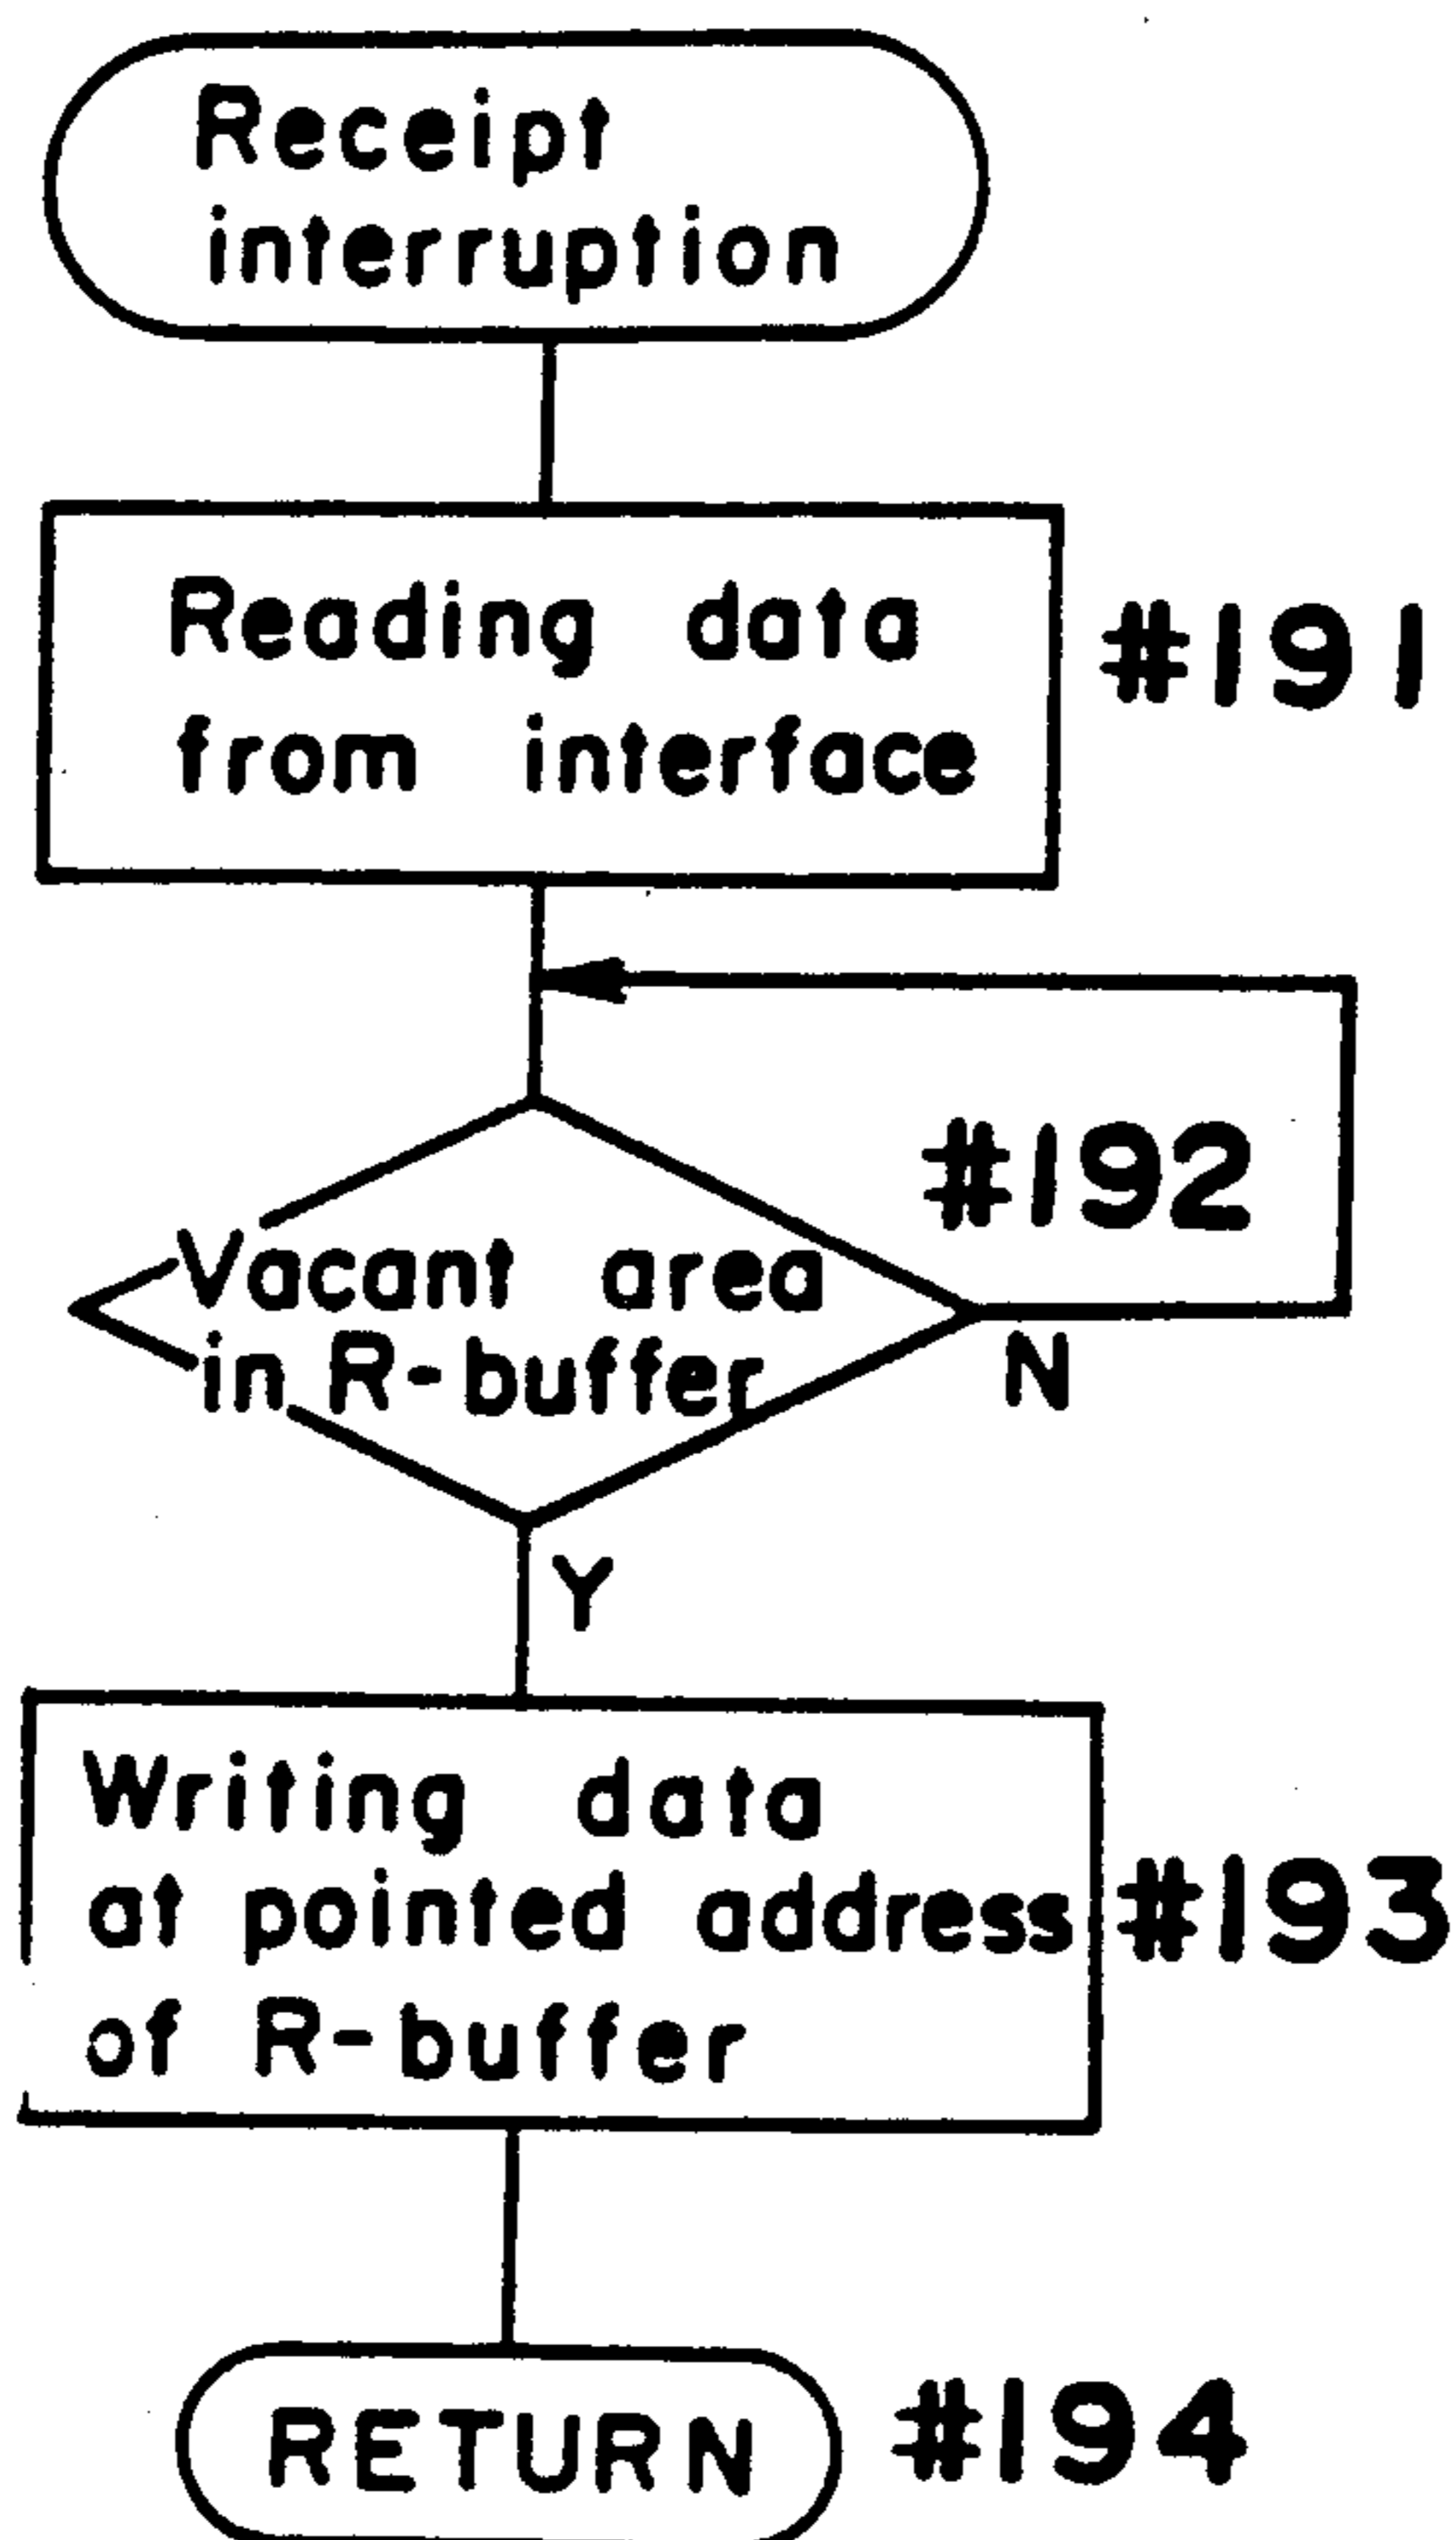 Receipt
interruption
Reading data
from interface
#191
#192
Vacant area
in R-buffer
N
Y
Writing data
at pointed address
of R-buffer
#193
RETURN
#194